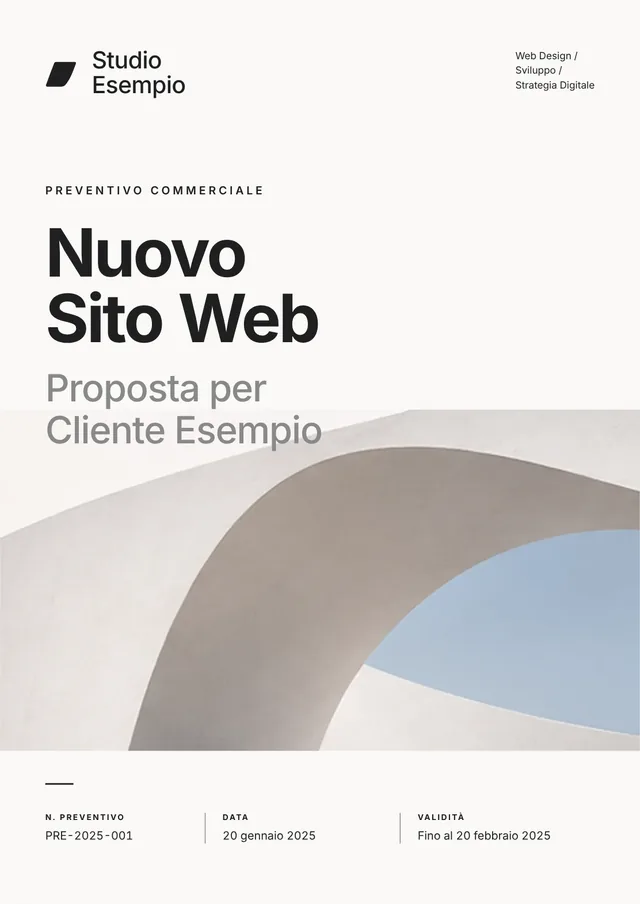 Studio
Esempio
Web Design /
Sviluppo /
Strategia Digitale
PREVENTIVO COMMERCIALE
Nuovo
Sito Web
Proposta per
Cliente Esempio
N. PREVENTIVO
PRE-2025-001
DATA
20 gennaio 2025
VALIDITÀ
Fino al 20 febbraio 2025